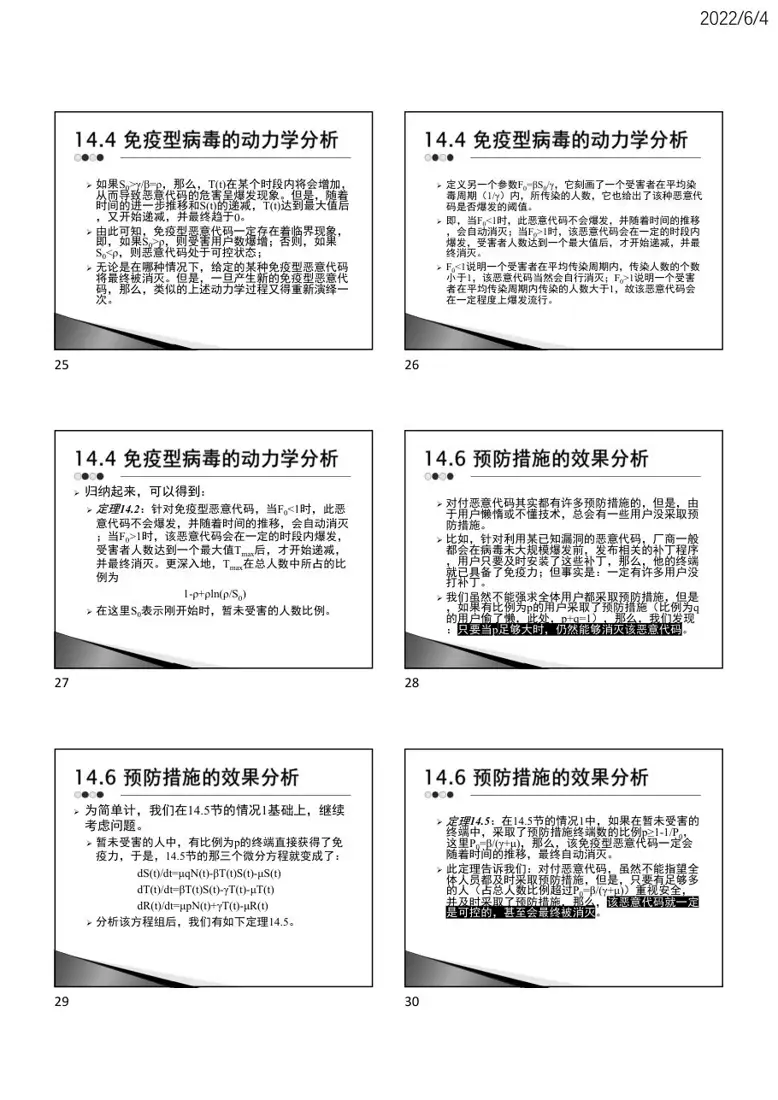 2022/6/4
14.4 免疫型病毒的动力学分析
➢ 如果S₀>γ/β=ρ，那么，T(t)在某个时段内将会增加，
从而导致恶意代码的危害呈爆发现象。但是，随着
时间的进一步推移和S(t)的递减，T(t)达到最大值后
，又开始递减，并最终趋于0。
➢ 由此可知，免疫型恶意代码一定存在着临界现象，
即，如果S₀>ρ，则受害用户数爆增；否则，如果
S₀<ρ，则恶意代码处于可控状态；
➢ 无论是在哪种情况下，给定的某种免疫型恶意代码
将最终被消灭。但是，一旦产生新的免疫型恶意代
码，那么，类似的上述动力学过程又得重新演绎一
次。
25
14.4 免疫型病毒的动力学分析
➢ 定义另一个参数F₀=βS₀/γ，它刻画了一个受害者在平均染
毒周期（1/γ）内，所传染的人数，它也给出了该种恶意代
码是否爆发的阈值。
➢ 即，当F₀<1时，此恶意代码不会爆发，并随着时间的推移
，会自动消灭；当F₀>1时，该恶意代码会在一定的时段内
爆发，受害者人数达到一个最大值后，才开始递减，并最
终消灭。
➢ F₀<1说明一个受害者在平均传染周期内，传染人数的个数
小于1，该恶意代码当然会自行消灭；F₀>1说明一个受害
者在平均传染周期内传染的人数大于1，故该恶意代码会
在一定程度上爆发流行。
26
14.4 免疫型病毒的动力学分析
➢ 归纳起来，可以得到：
➢ 定理14.2：针对免疫型恶意代码，当F₀<1时，此恶
意代码不会爆发，并随着时间的推移，会自动消灭
；当F₀>1时，该恶意代码会在一定的时段内爆发，
受害者人数达到一个最大值Tmax后，才开始递减，
并最终消灭。更深入地，Tmax在总人数中所占的比
例为
1-ρ+ρln(ρ/S₀)
➢ 在这里S₀表示刚开始时，暂未受害的人数比例。
27
14.6 预防措施的效果分析
➢ 对付恶意代码其实都有许多预防措施的，但是，由
于用户懒惰或不懂技术，总会有一些用户没采取预
防措施。
➢ 比如，针对利用某已知漏洞的恶意代码，厂商一般
都会在病毒未大规模爆发前，发布相关的补丁程序
，用户只要及时安装了这些补丁，那么，他的终端
就已具备了免疫力；但事实是：一定有许多用户没
打补丁。
➢ 我们虽然不能强求全体用户都采取预防措施，但是
，如果有比例为p的用户采取了预防措施（比例为q
的用户偷了懒，此处，p+q=1），那么，我们发现
：只要当p足够大时，仍然能够消灭该恶意代码。
28
14.6 预防措施的效果分析
➢ 为简单计，我们在14.5节的情况1基础上，继续
考虑问题。
➢ 暂未受害的人中，有比例为p的终端直接获得了免
疫力，于是，14.5节的那三个微分方程就变成了：
dS(t)/dt=μqN(t)-βT(t)S(t)-μS(t)
dT(t)/dt=βT(t)S(t)-γT(t)-μT(t)
dR(t)/dt=μpN(t)+γT(t)-μR(t)
➢ 分析该方程组后，我们有如下定理14.5。
29
14.6 预防措施的效果分析
➢ 定理14.5：在14.5节的情况1中，如果在暂未受害的
终端中，采取了预防措施终端数的比例p≥1-1/P₀，
这里P₀=β/(γ+μ)，那么，该免疫型恶意代码一定会
随着时间的推移，最终自动消灭。
➢ 此定理告诉我们：对付恶意代码，虽然不能指望全
体人员都及时采取预防措施，但是，只要有足够多
的人（占总人数比例超过P₀=β/(γ+μ)）重视安全，
并及时采取了预防措施，那么，该恶意代码就一定
是可控的，甚至会最终被消灭。
30